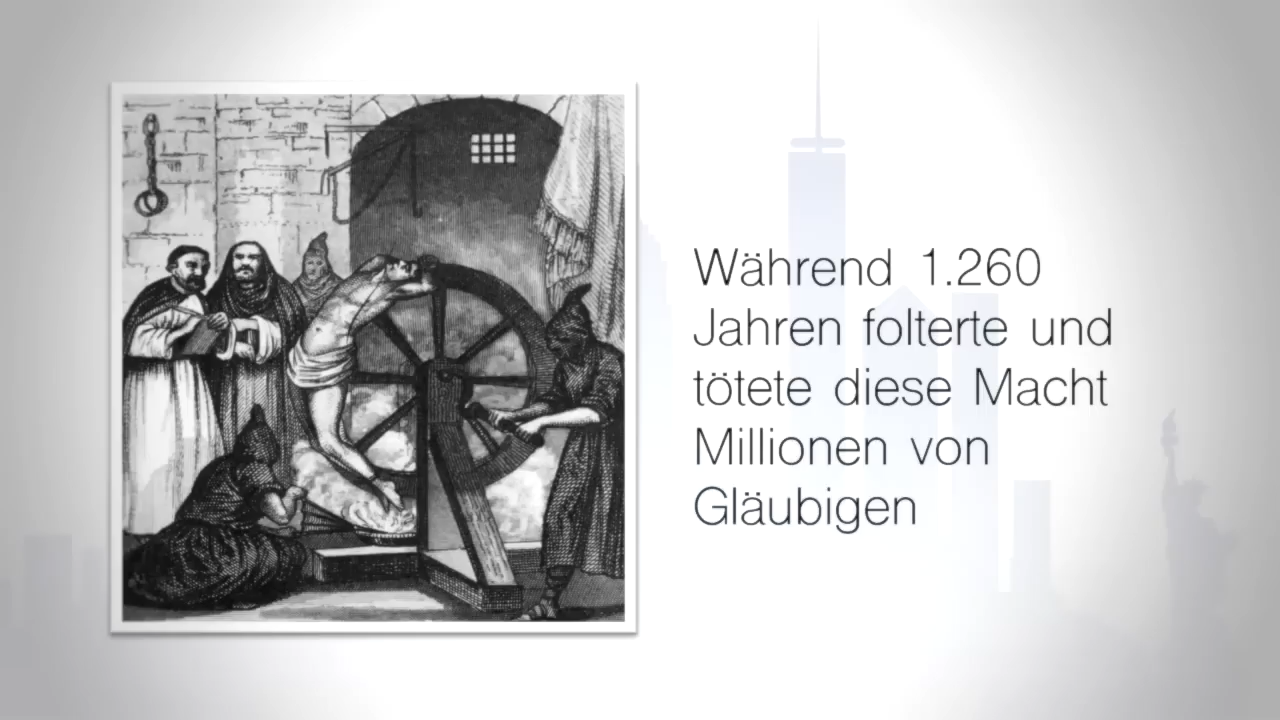 Während 1.260
Jahren folterte und
tötete diese Macht
Millionen von
Gläubigen